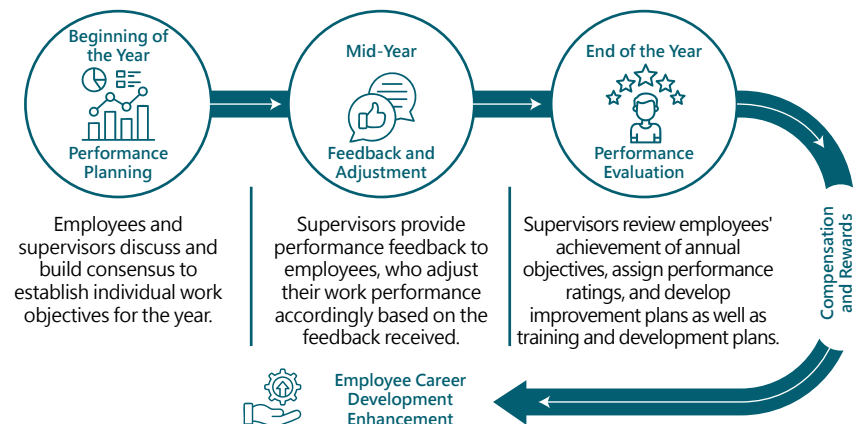 Beginning of
the Year
Performance
Planning
Mid-Year
Feedback and
Adjustment
End of the Year
Performance
Evaluation
Employees and
supervisors discuss and
build consensus to
establish individual work
objectives for the year.
Supervisors provide
performance feedback to
employees, who adjust
their work performance
accordingly based on the
feedback received.
Supervisors review employees'
achievement of annual
objectives, assign performance
ratings, and develop
improvement plans as well as
training and development plans.
Compensation
and Rewards
Employee Career
Development
Enhancement